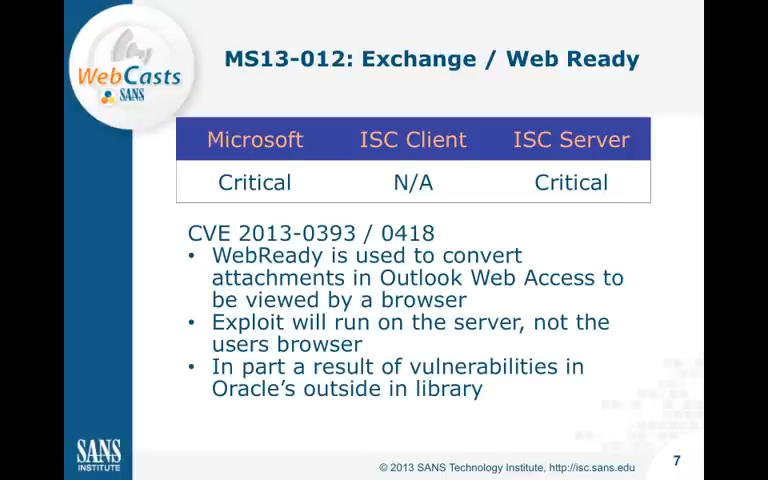 WebCasts
SANS
MS13-012: Exchange / Web Ready
Microsoft ISC Client ISC Server
Critical N/A Critical
CVE 2013-0393 / 0418
• WebReady is used to convert
attachments in Outlook Web Access to
be viewed by a browser
• Exploit will run on the server, not the
users browser
• In part a result of vulnerabilities in
Oracle's outside in library
SANS
INSTITUTE
© 2013 SANS Technology Institute, http://isc.sans.edu
7